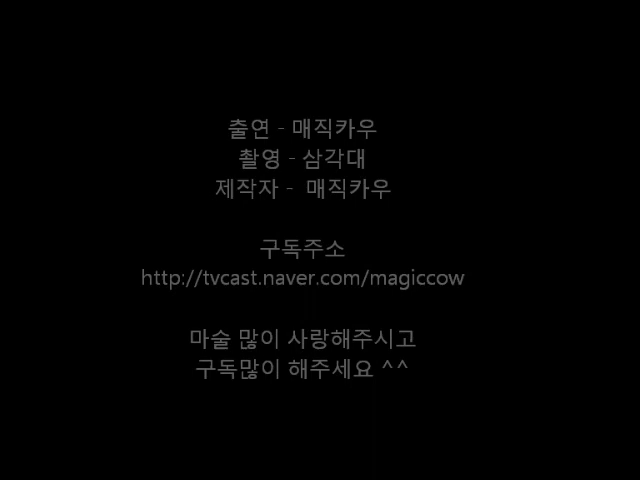 출연 - 매직카우
촬영 - 삼각대
제작자 - 매직카우
구독주소
http://tvcast.naver.com/magiccow
마술 많이 사랑해주시고
구독많이 해주세요 ^^